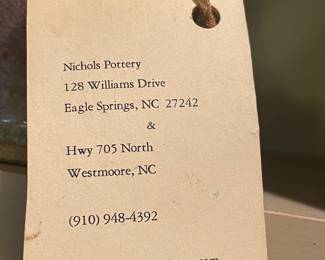 Nichols Pottery
128 Williams Drive
Eagle Springs, NC 27242
&
Hwy 705 North
Westmoore, NC
(910) 948-4392